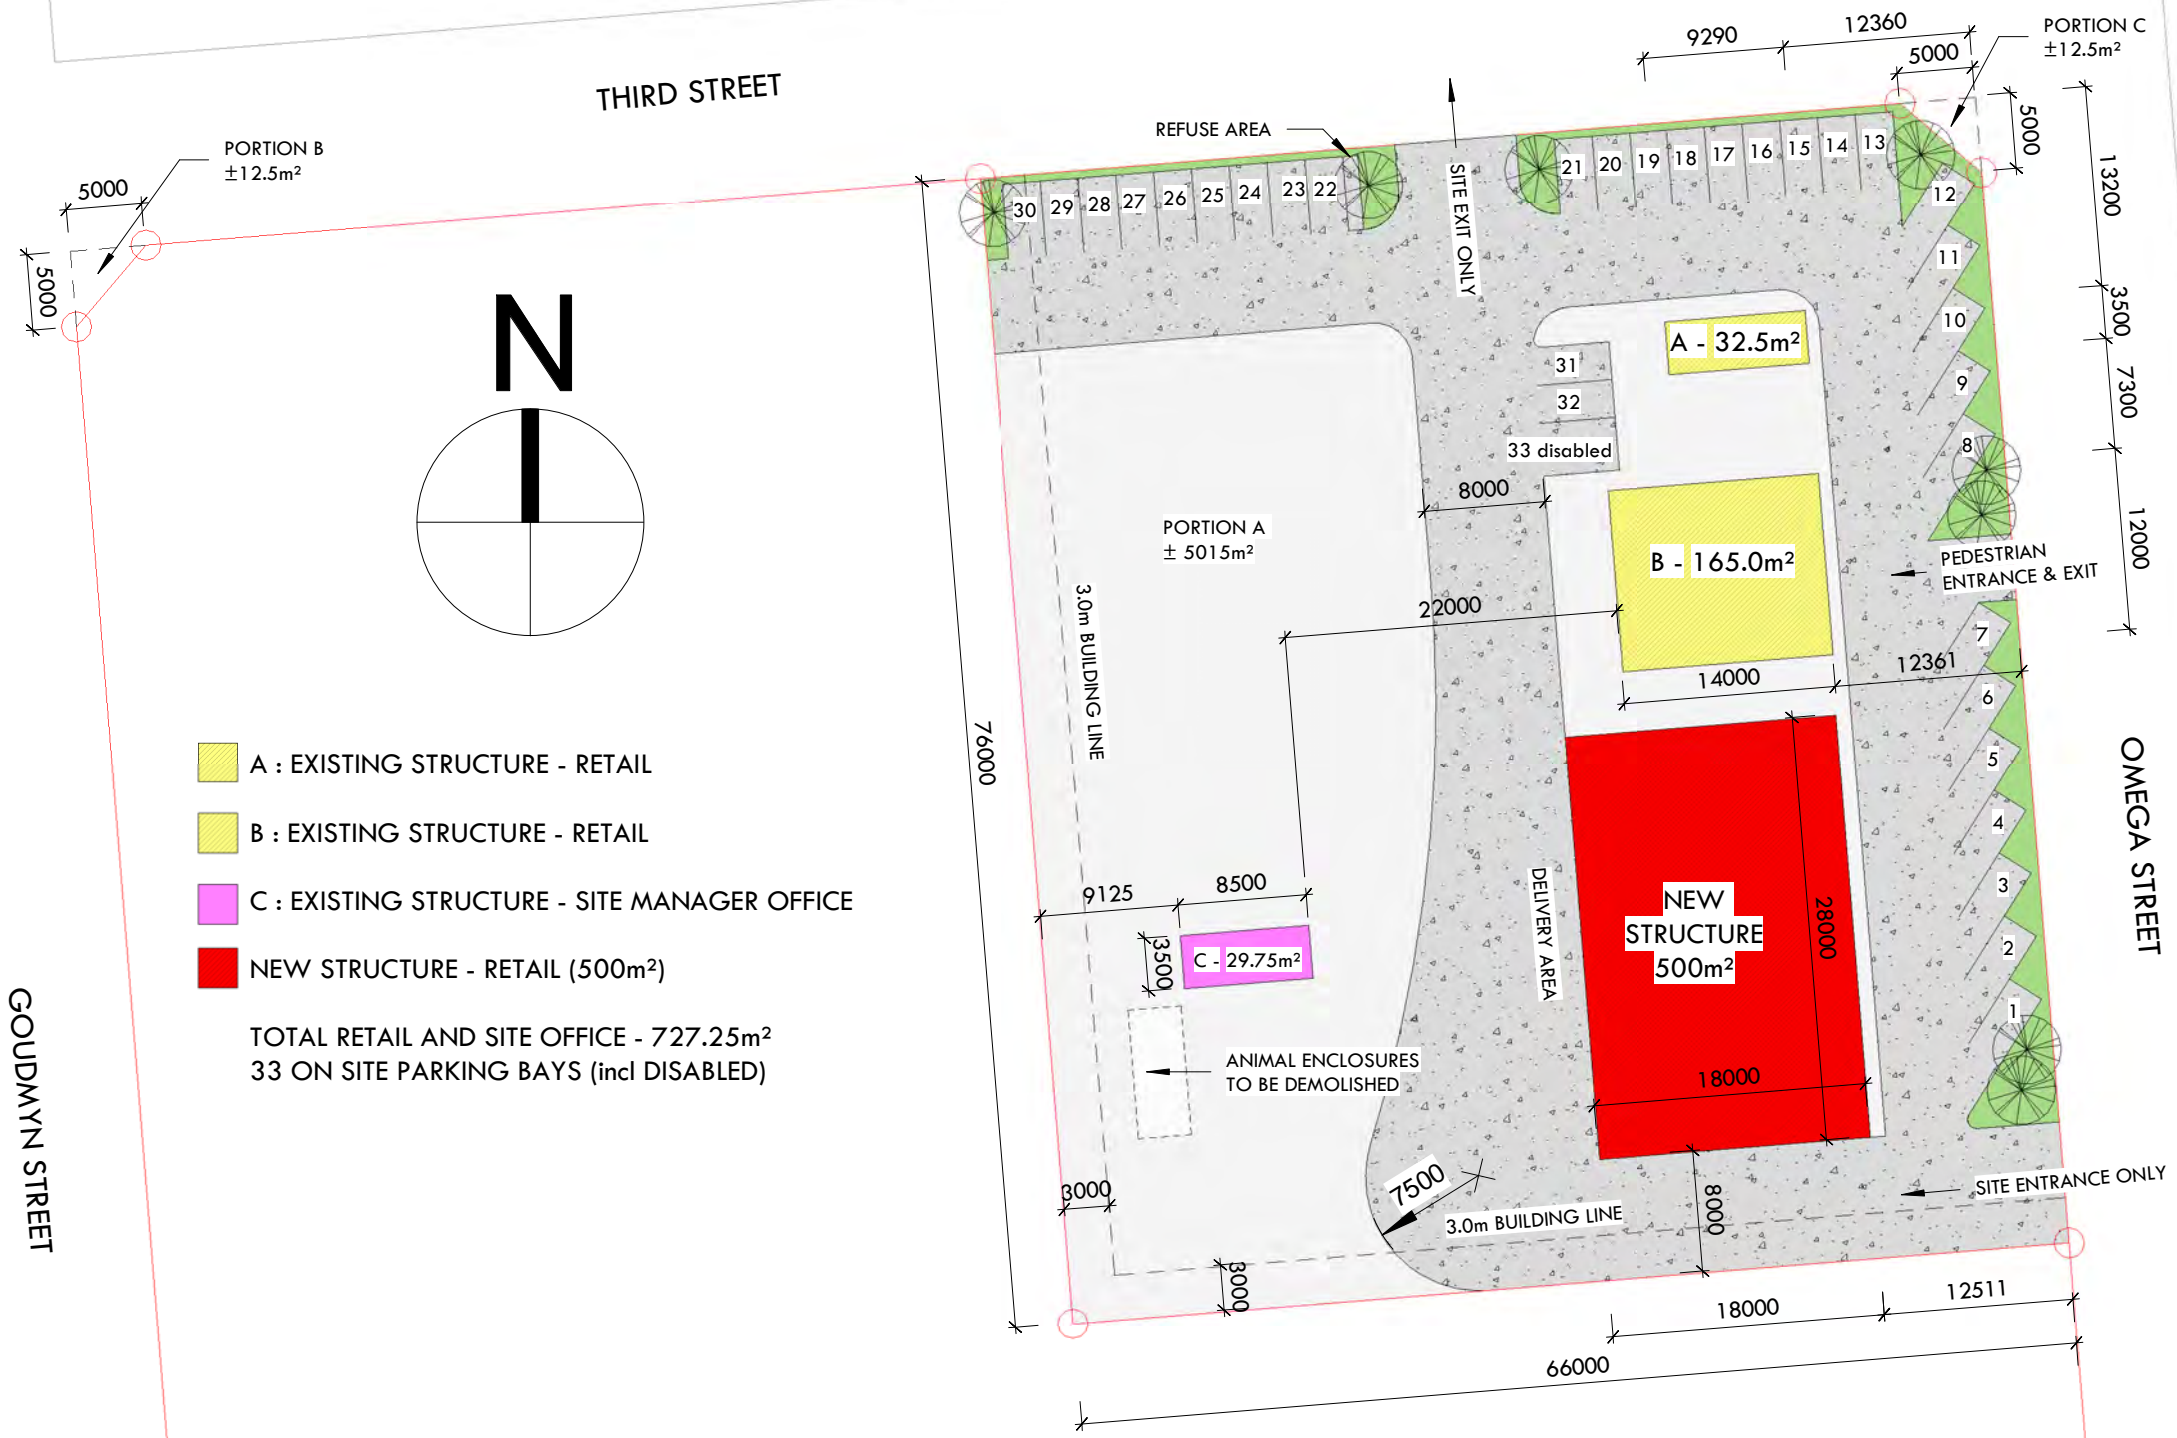 THIRD STREET
9290
12360
5000
PORTION C
±12.5m²
5000
13200
3500
7300
12000
PORTION B
±12.5m²
5000
5000
REFUSE AREA
SITE EXIT ONLY
30
29
28
27
26
25
24
23
22
21
20
19
18
17
16
15
14
13
12
11
10
9
8
7
6
5
4
3
2
1
31
32
33 disabled
N
A - 32.5m²
B - 165.0m²
8000
PORTION A
± 5015m²
PEDESTRIAN
ENTRANCE & EXIT
22000
14000
12361
3.0m BUILDING LINE
76000
OMEGA STREET
A : EXISTING STRUCTURE - RETAIL
B : EXISTING STRUCTURE - RETAIL
C : EXISTING STRUCTURE - SITE MANAGER OFFICE
NEW STRUCTURE - RETAIL (500m²)
TOTAL RETAIL AND SITE OFFICE - 727.25m²
33 ON SITE PARKING BAYS (incl DISABLED)
GOUDMYN STREET
9125
8500
3500
C - 29.75m²
DELIVERY AREA
NEW
STRUCTURE
500m²
28000
18000
ANIMAL ENCLOSURES
TO BE DEMOLISHED
3000
3000
7500
3.0m BUILDING LINE
8000
SITE ENTRANCE ONLY
18000
12511
66000